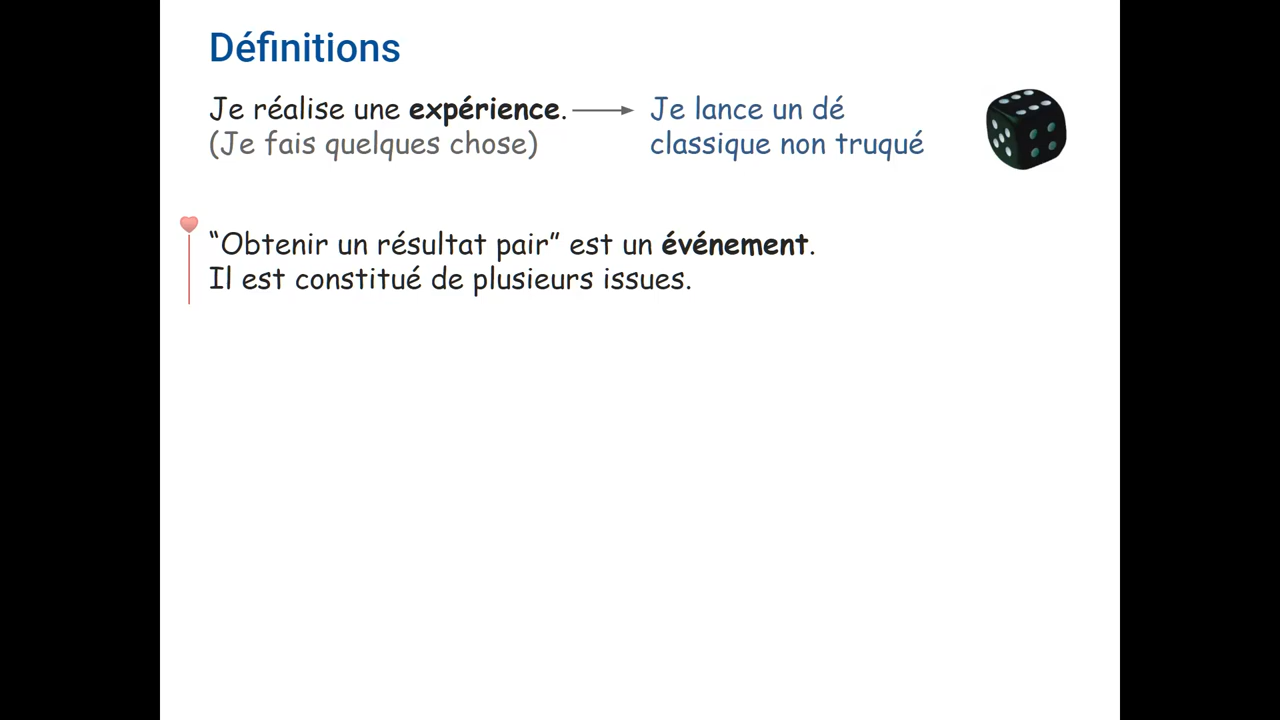 Définitions
Je réalise une expérience. Je lance un dé
(Je fais quelques chose) classique non truqué
“Obtenir un résultat pair” est un événement.
Il est constitué de plusieurs issues.